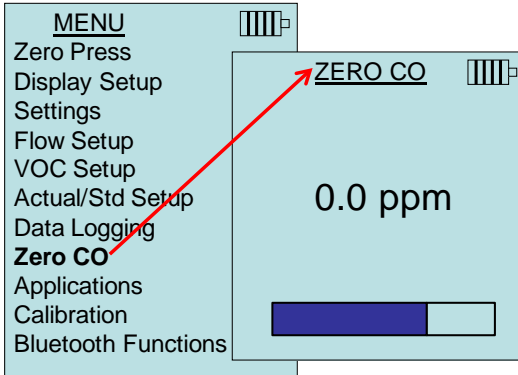 MENU
Zero Press
Display Setup
Settings
Flow Setup
VOC Setup
Actual/Std Setup
Data Logging
Zero CO
Applications
Calibration
Bluetooth Functions
ZERO CO
0.0 ppm